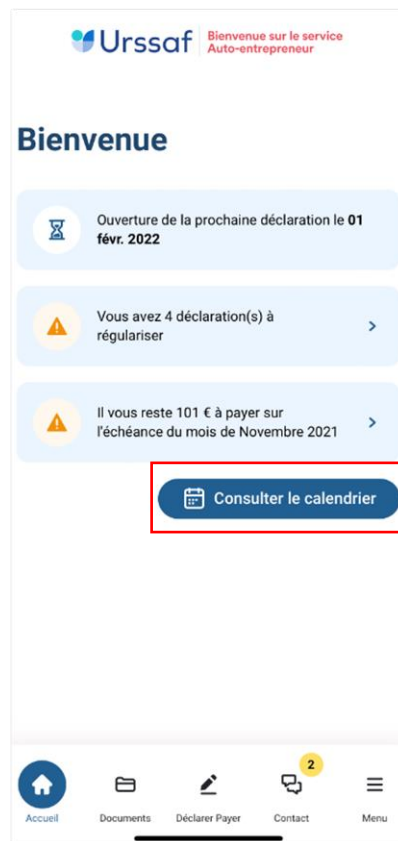 Urssaf
Bienvenue sur le service
Auto-entrepreneur
Bienvenue
Ouverture de la prochaine déclaration le 01
févr. 2022
Vous avez 4 déclaration(s) à
régulariser
Il vous reste 101 € à payer sur
l'échéance du mois de Novembre 2021
Consulter le calendrier
2
Accueil
Documents
Déclarer Payer
Contact
Menu